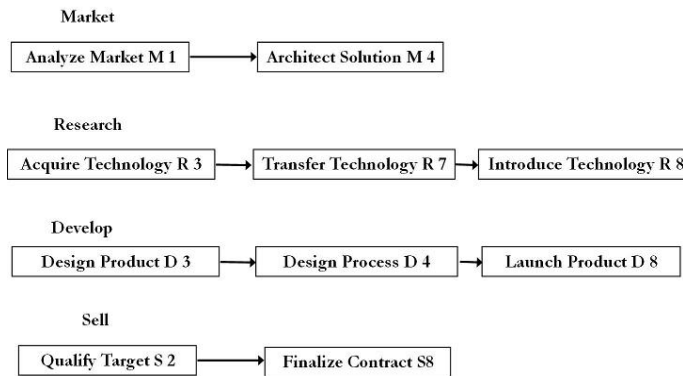 Market
Analyze Market M 1
Architect Solution M 4
Research
Acquire Technology R 3
Transfer Technology R 7
Introduce Technology R 8
Develop
Design Product D 3
Design Process D 4
Launch Product D 8
Sell
Qualify Target S 2
Finalize Contract S8